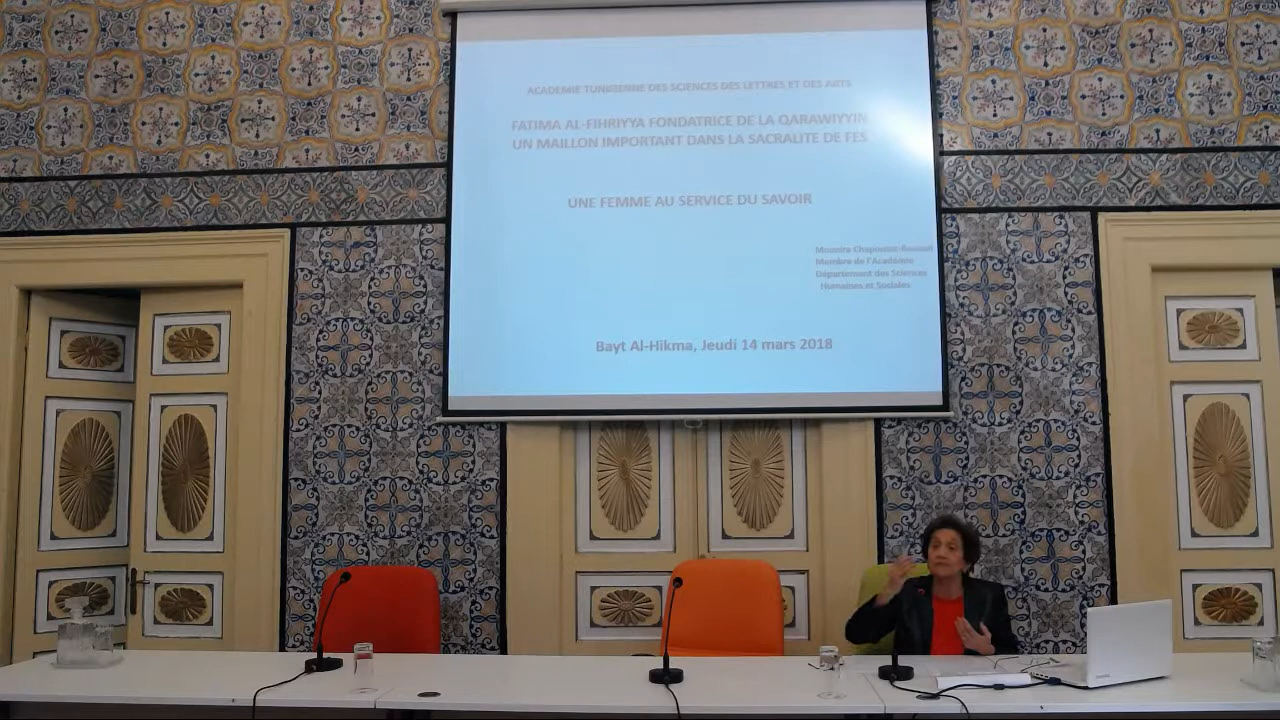 ACADEMIE TUNISIENNE DES SCIENCES DES LETTRES ET DES ARTS
FATIMA AL-FIHRIYYA FONDATRICE DE LA QARAWIYYIN
UN MAILLON IMPORTANT DANS LA SACRALITE DE FES
UNE FEMME AU SERVICE DU SAVOIR
Mounira
Membre de l'Académie
Département des Sciences
Humaines et Sociales
Bayt Al-Hikma, Jeudi 14 mars 2018